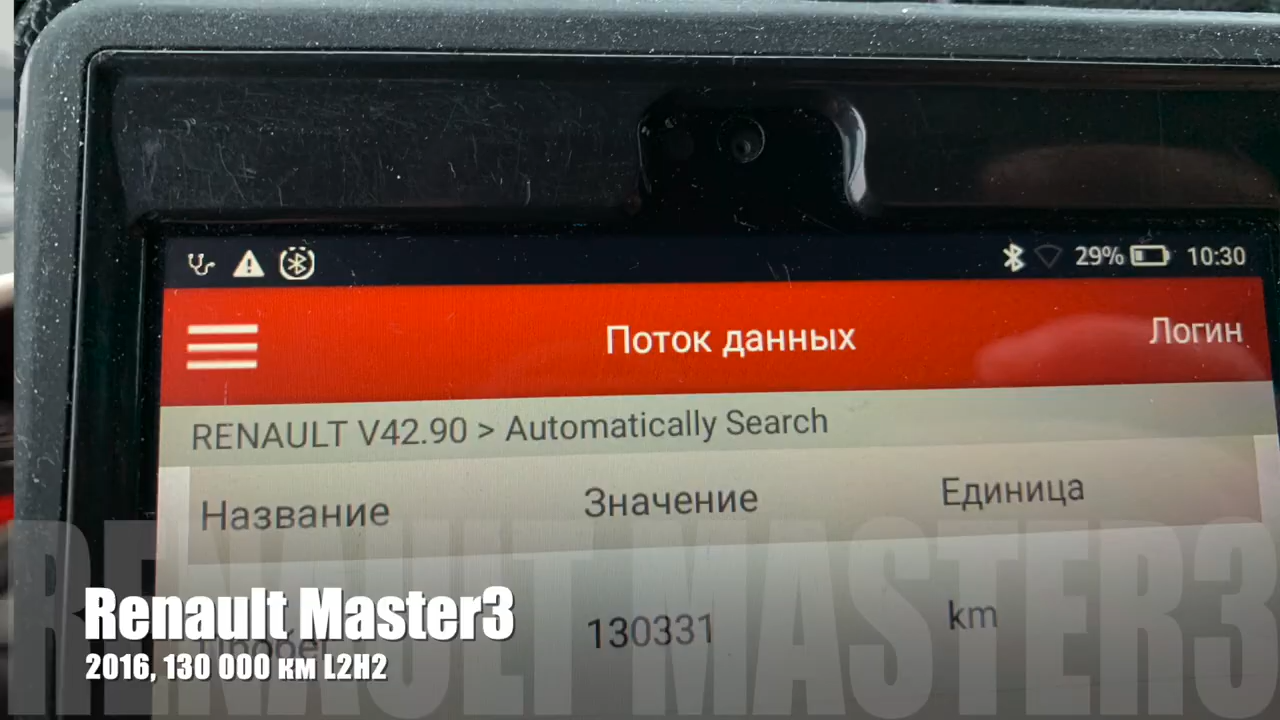 29% 10:30
Поток данных Логин
RENAULT V42.90 > Automatically Search
Название Значение Единица
Пробег 130331 km
RENAULT MASTER3
Renault Master3
2016, 130 000 км L2H2